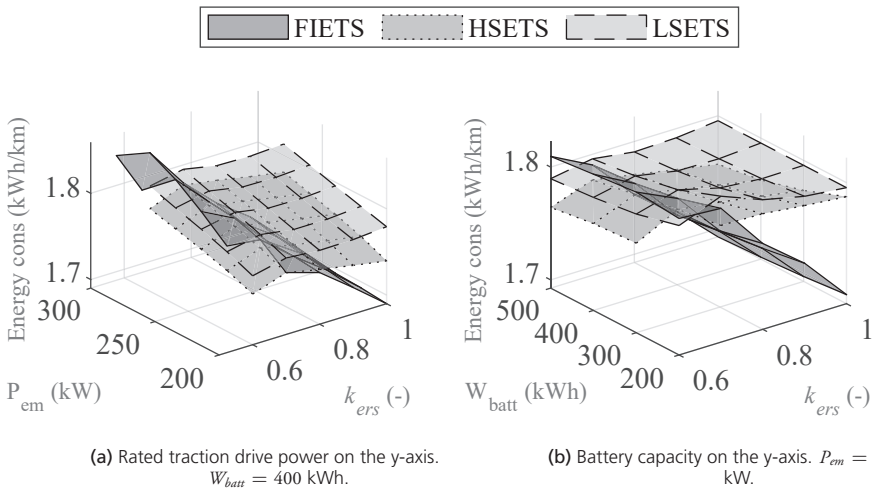 FIETS HSETS LSETS
Energy cons (kWh/km)
1.8
1.7
300
250
200
P_em (kW)
0.6
0.8
1
k_ers (-)
(a) Rated traction drive power on the y-axis.
W_batt = 400 kWh.
Energy cons (kWh/km)
1.8
1.7
500
400
300
200
W_batt (kWh)
0.6
0.8
1
k_ers (-)
(b) Battery capacity on the y-axis. P_em =
kW.